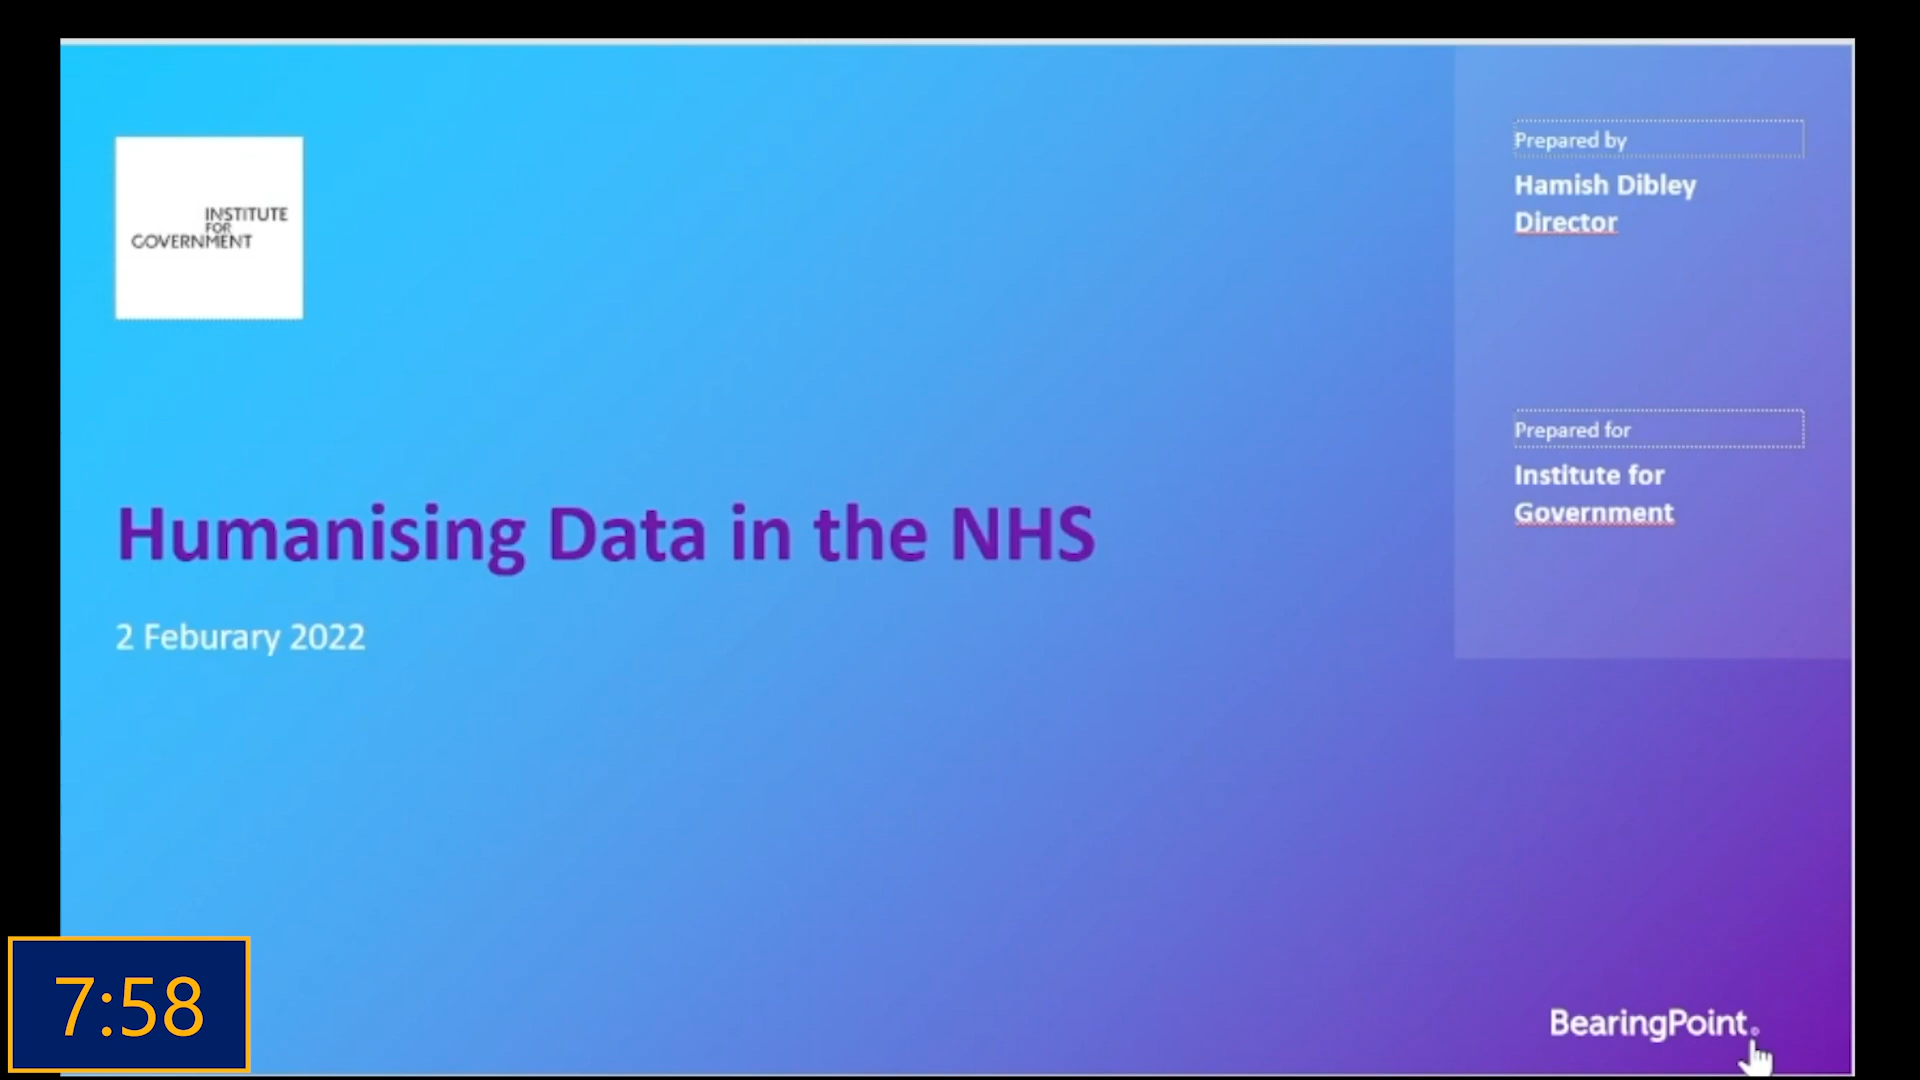 INSTITUTE
FOR
GOVERNMENT
Humanising Data in the NHS
2 Feburary 2022
Prepared by
Hamish Dibley
Director
Prepared for
Institute for
Government
7:58
BearingPoint®